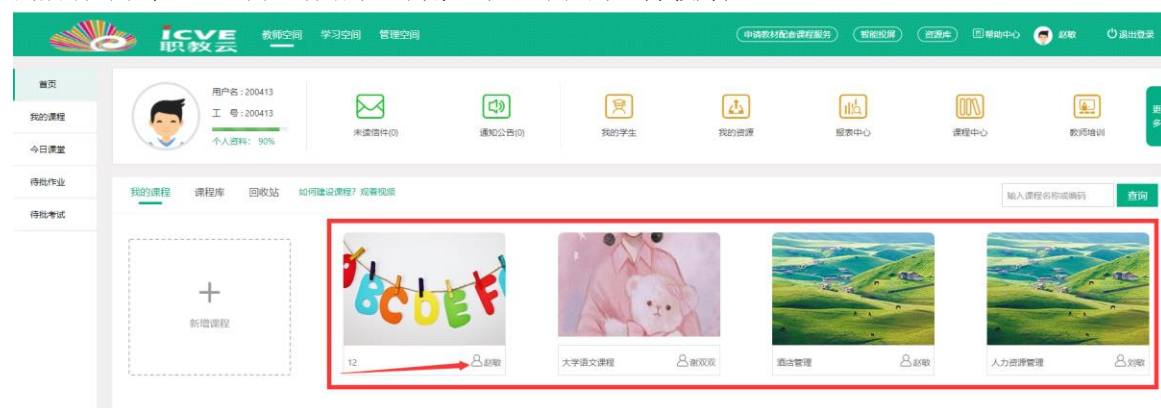 icve
职教云
教师空间 学习空间 管理空间
申请教材配套课程服务 智能投屏 资源库 帮助中心 赵敏 退出登录
首页
我的课程
今日课堂
待批作业
待批考试
用户名：200413
工 号：200413
个人资料： 90%
未读信件(0)
通知公告(0)
我的学生
我的资源
报表中心
课程中心
教师培训
更
多
我的课程 课程库 回收站 如何建设课程？观看视频
输入课程名称或编码 查询
新增课程
BCDEF
12 赵敏
大学语文课程 谢双双
酒店管理 赵敏
人力资源管理 刘敏